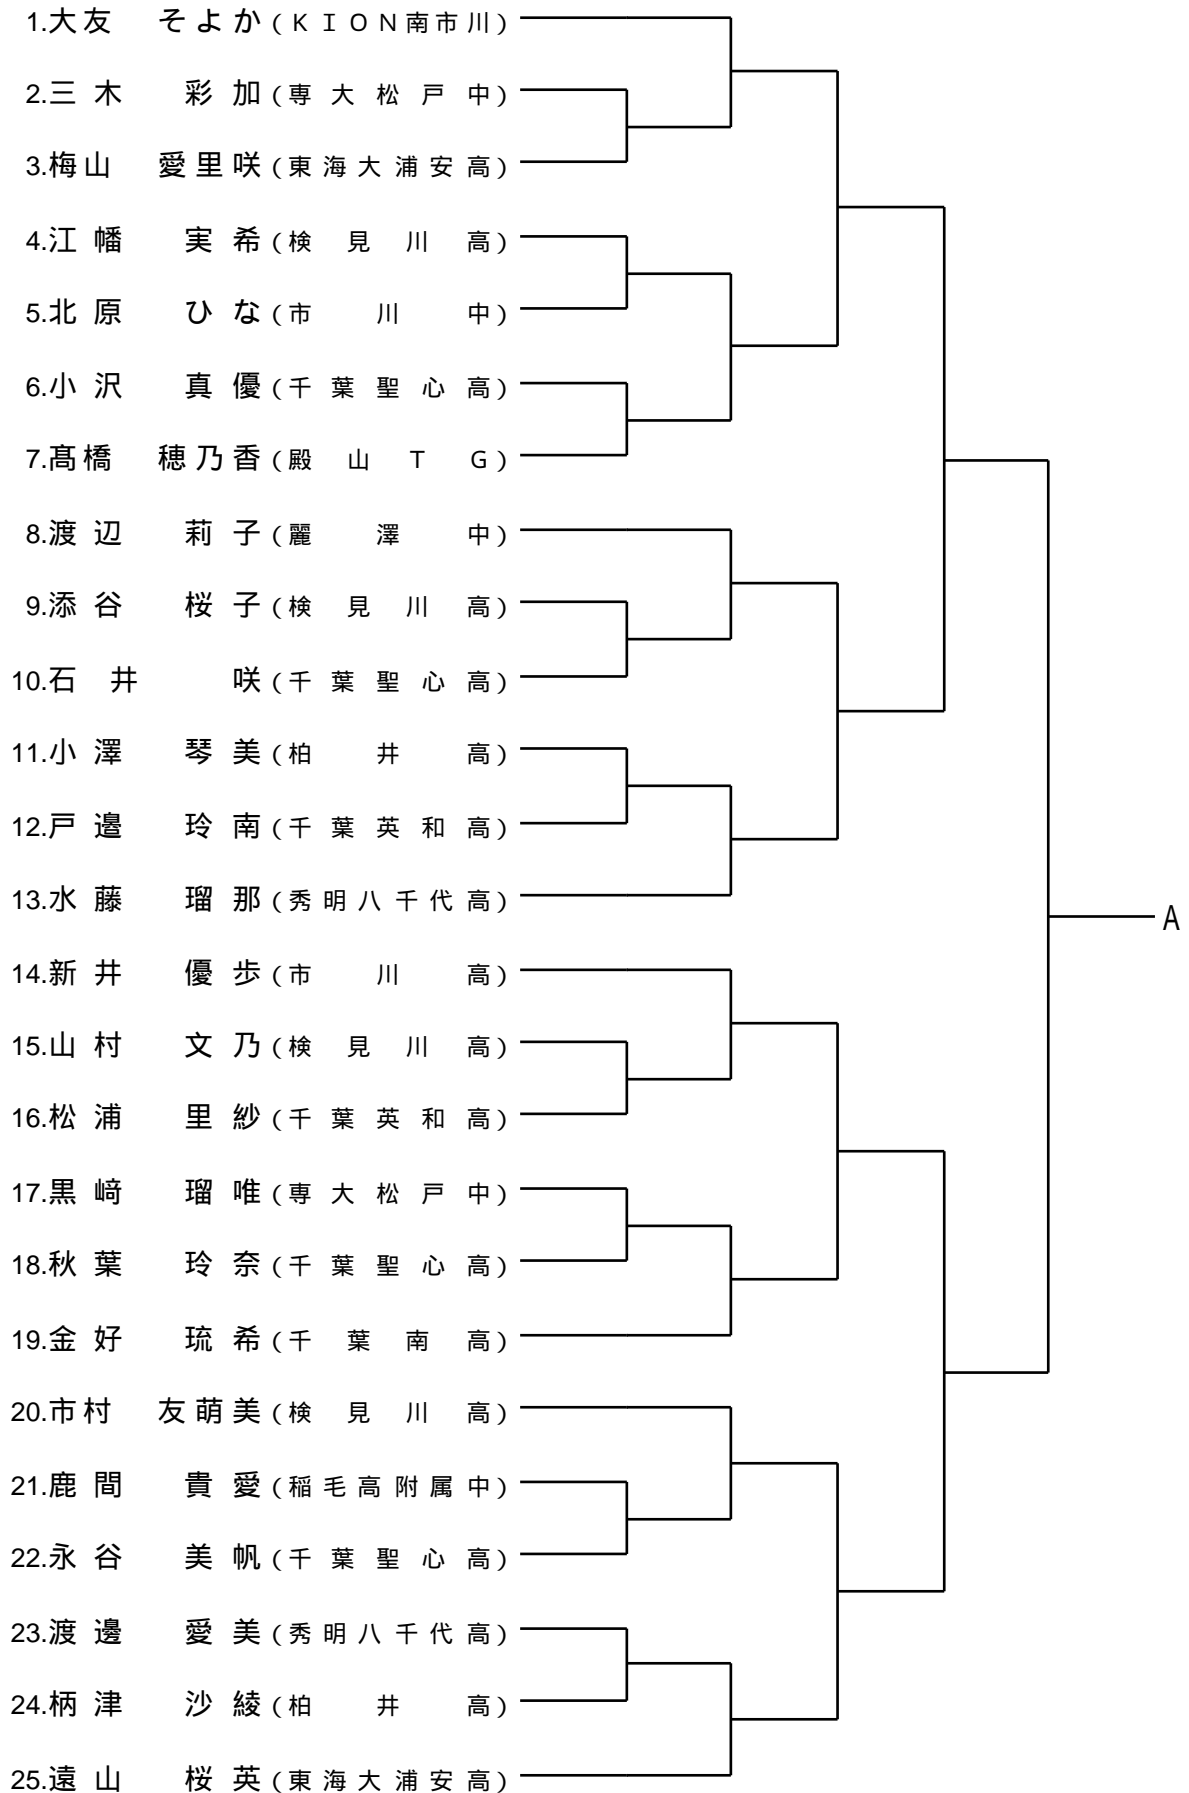 1.大友 そよか(KION南市川)
2.三木 彩加(専大松戸中)
3.梅山 愛里咲(東海大浦安高)
4.江幡 実希(検見川高)
5.北原 ひな(市川中)
6.小沢 真優(千葉聖心高)
7.髙橋 穂乃香(殿山TG)
8.渡辺 莉子(麗澤中)
9.添谷 桜子(検見川高)
10.石井 咲(千葉聖心高)
11.小澤 琴美(柏井高)
12.戸邉 玲南(千葉英和高)
13.水藤 瑠那(秀明八千代高)
A
14.新井 優歩(市川高)
15.山村 文乃(検見川高)
16.松浦 里紗(千葉英和高)
17.黒﨑 瑠唯(専大松戸中)
18.秋葉 玲奈(千葉聖心高)
19.金好 琉希(千葉南高)
20.市村 友萌美(検見川高)
21.鹿間 貴愛(稲毛高附属中)
22.永谷 美帆(千葉聖心高)
23.渡邊 愛美(秀明八千代高)
24.柄津 沙綾(柏井高)
25.遠山 桜英(東海大浦安高)